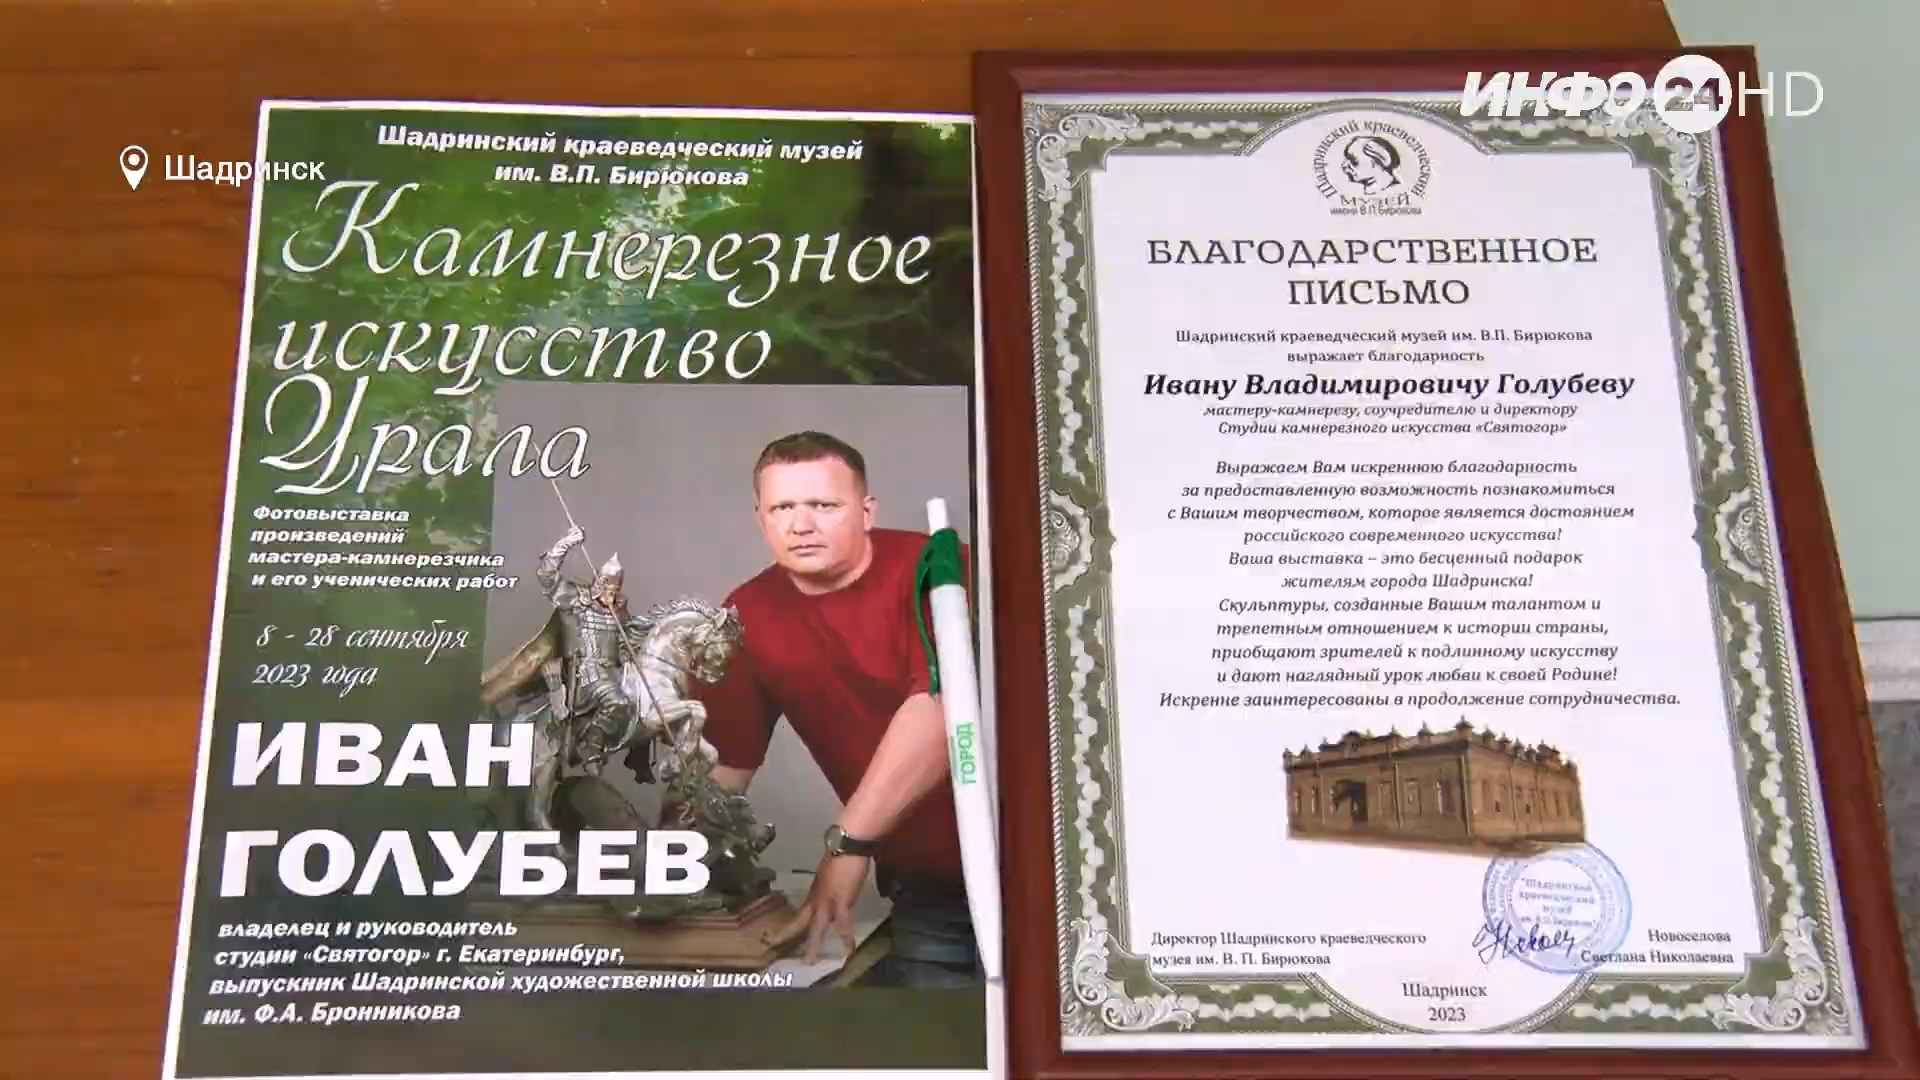 ИНФО 24 HD
Шадринск
Шадринский краеведческий музей
им. В.П. Бирюкова
Камнерезное
искусство
Урала
Фотовыставка
произведений
мастера-камнерезчика
и его ученических работ
8 - 28 сентября
2023 года
ИВАН
ГОЛУБЕВ
владелец и руководитель
студии «Святогор» г. Екатеринбург,
выпускник Шадринской художественной школы
им. Ф.А. Бронникова
ГОРОД
Шадринский краеведческий
музей
имени В.П.Бирюкова
БЛАГОДАРСТВЕННОЕ
ПИСЬМО
Шадринский краеведческий музей им. В.П. Бирюкова
выражает благодарность
Ивану Владимировичу Голубеву
мастеру-камнерезу, соучредителю и директору
Студии камнерезного искусства «Святогор»
Выражаем Вам искреннюю благодарность
за предоставленную возможность познакомиться
с Вашим творчеством, которое является достоянием
российского современного искусства!
Ваша выставка – это бесценный подарок
жителям города Шадринска!
Скульптуры, созданные Вашим талантом и
трепетным отношением к истории страны,
приобщают зрителей к подлинному искусству
и дают наглядный урок любви к своей Родине!
Искренне заинтересованы в продолжение сотрудничества.
"Шадринский
краеведческий
музей
им. В.П. Бирюкова"
Директор Шадринского краеведческого
музея им. В. П. Бирюкова
Новоселова
Светлана Николаевна
Шадринск
2023